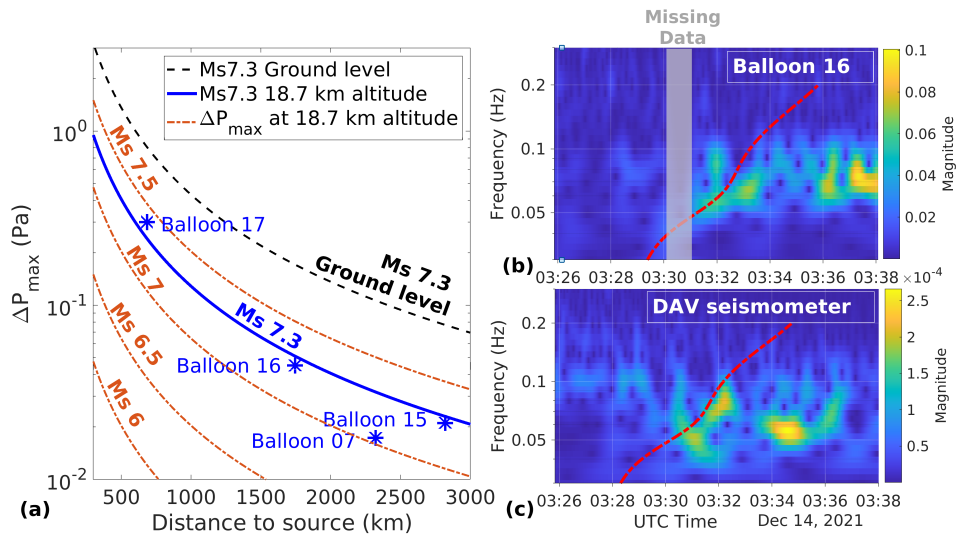 Ms7.3 Ground level
Ms7.3 18.7 km altitude
ΔPmax at 18.7 km altitude
ΔPmax (Pa)
10^0
10^-1
10^-2
Ms 7.5
Ms 7
Ms 6.5
Ms 6
Ms 7.3
Ms 7.3
Ground level
Balloon 17
Balloon 16
Balloon 15
Balloon 07
500
1000
1500
2000
2500
3000
(a)
Distance to source (km)
Missing
Data
Balloon 16
Frequency (Hz)
0.2
0.1
0.05
(b)
03:26
03:28
03:30
03:32
03:34
03:36
03:38
0.1
0.08
0.06
0.04
0.02
Magnitude
×10^-4
DAV seismometer
Frequency (Hz)
0.2
0.1
0.05
(c)
03:26
03:28
03:30
03:32
03:34
03:36
03:38
UTC Time
Dec 14, 2021
2.5
2
1.5
1
0.5
Magnitude